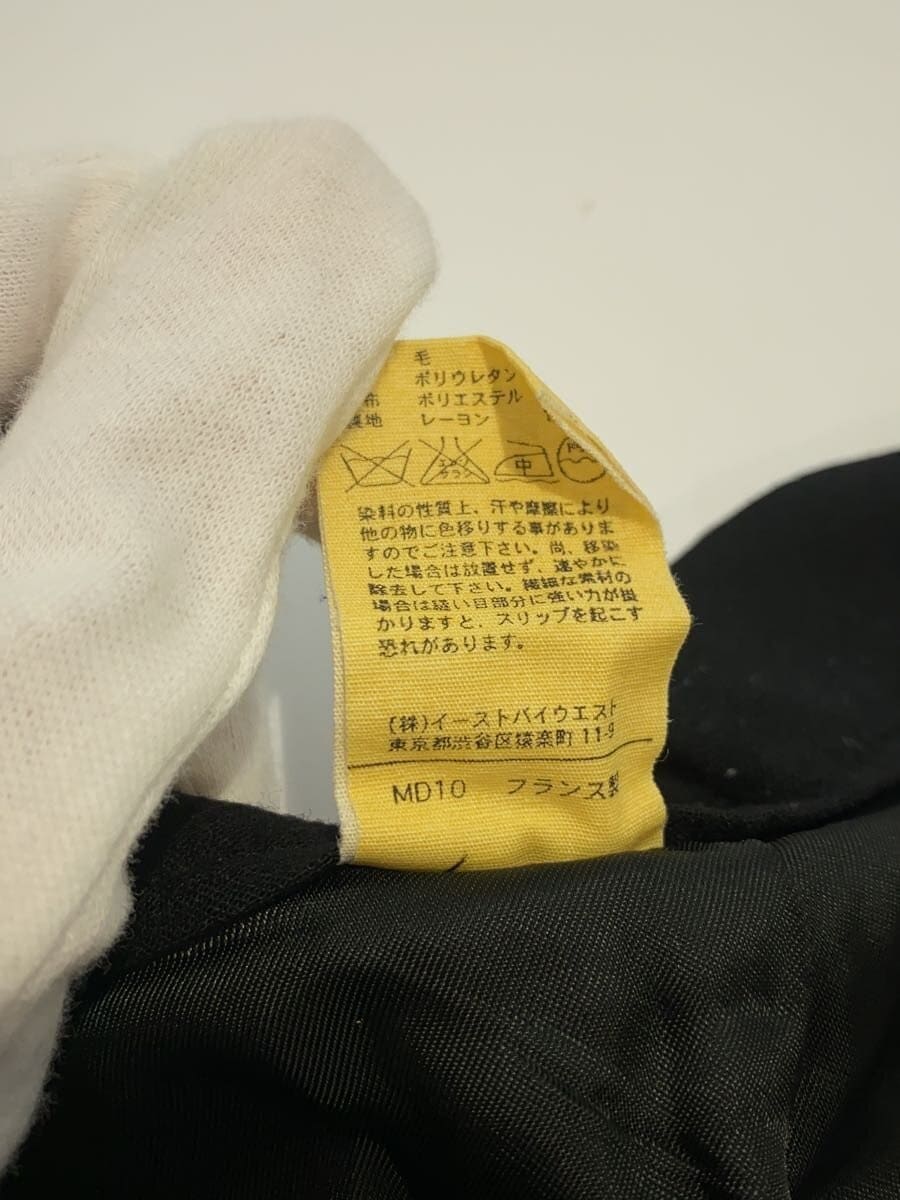 毛
ポリウレタン
布 ポリエステル
裏地 レーヨン
エンソ
サラシ
中
染料の性質上、汗や摩擦により
他の物に色移りする事がありま
すのでご注意下さい。尚、移染
した場合は放置せず、速やかに
除去して下さい。繊細な素材の
場合は縫い目部分に強い力が掛
かりますと、スリップを起こす
恐れがあります。
(株)イーストバイウエスト
東京都渋谷区猿楽町 11-9
MD10 フランス製